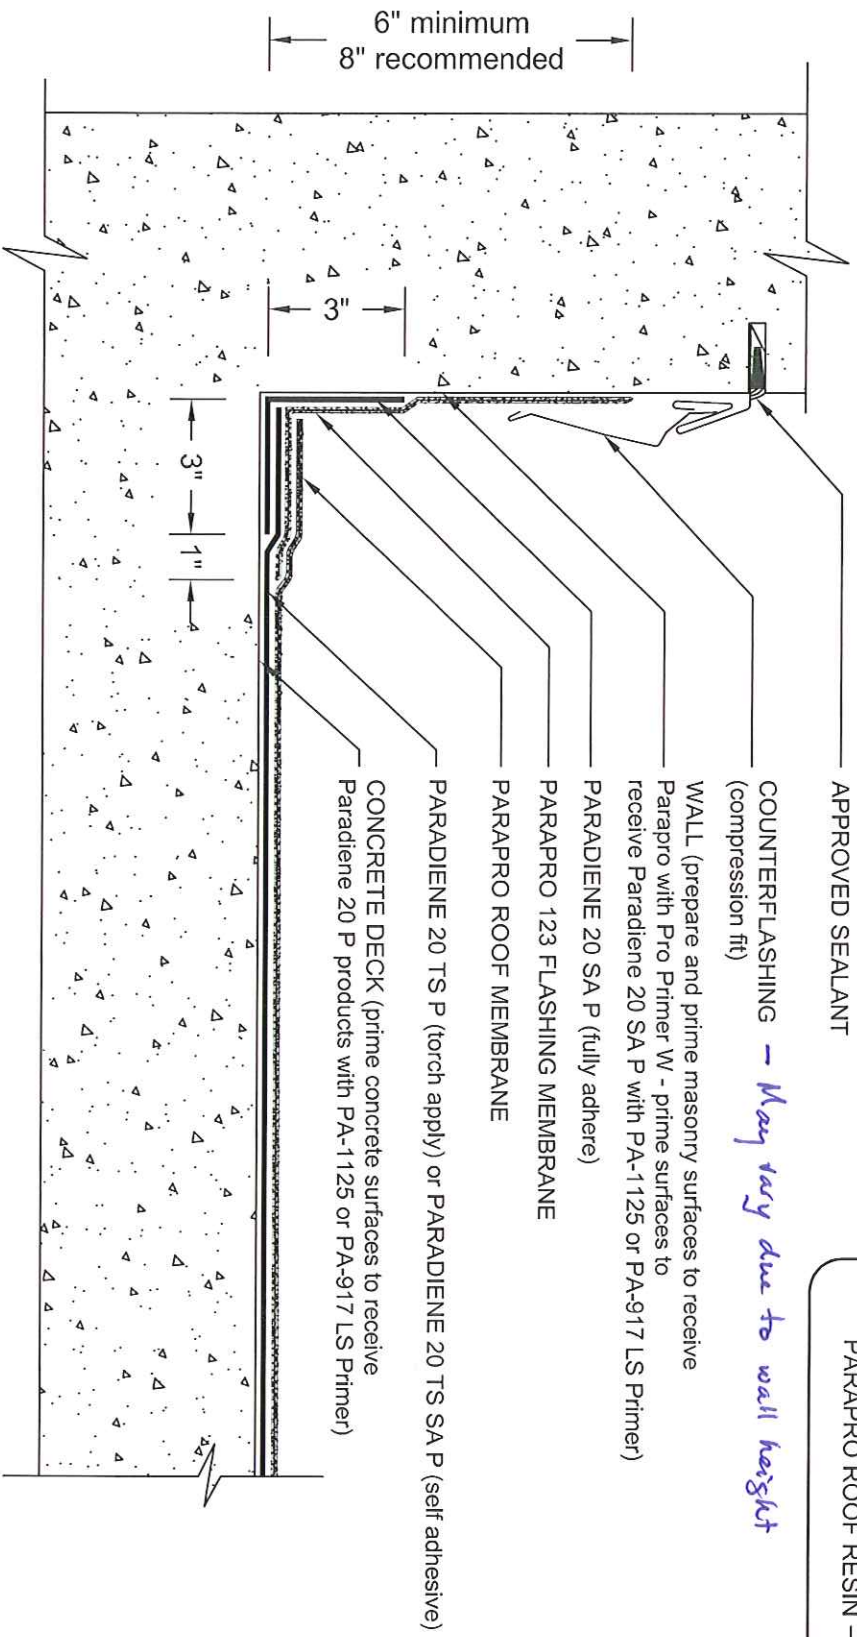 6" minimum
8" recommended
3"
3"
1"
APPROVED SEALANT
COUNTERFLASHING — May vary due to wall height
(compression fit)
WALL (prepare and prime masonry surfaces to receive
Parapro with Pro Primer W - prime surfaces to
receive Paradiene 20 SA P with PA-1125 or PA-917 LS Primer)
PARADIENE 20 SA P (fully adhere)
PARAPRO 123 FLASHING MEMBRANE
PARAPRO ROOF MEMBRANE
PARADIENE 20 TS P (torch apply) or PARADIENE 20 TS SA P (self adhesive)
CONCRETE DECK (prime concrete surfaces to receive
Paradiene 20 P products with PA-1125 or PA-917 LS Primer)
PARAPRO ROOF RESIN –